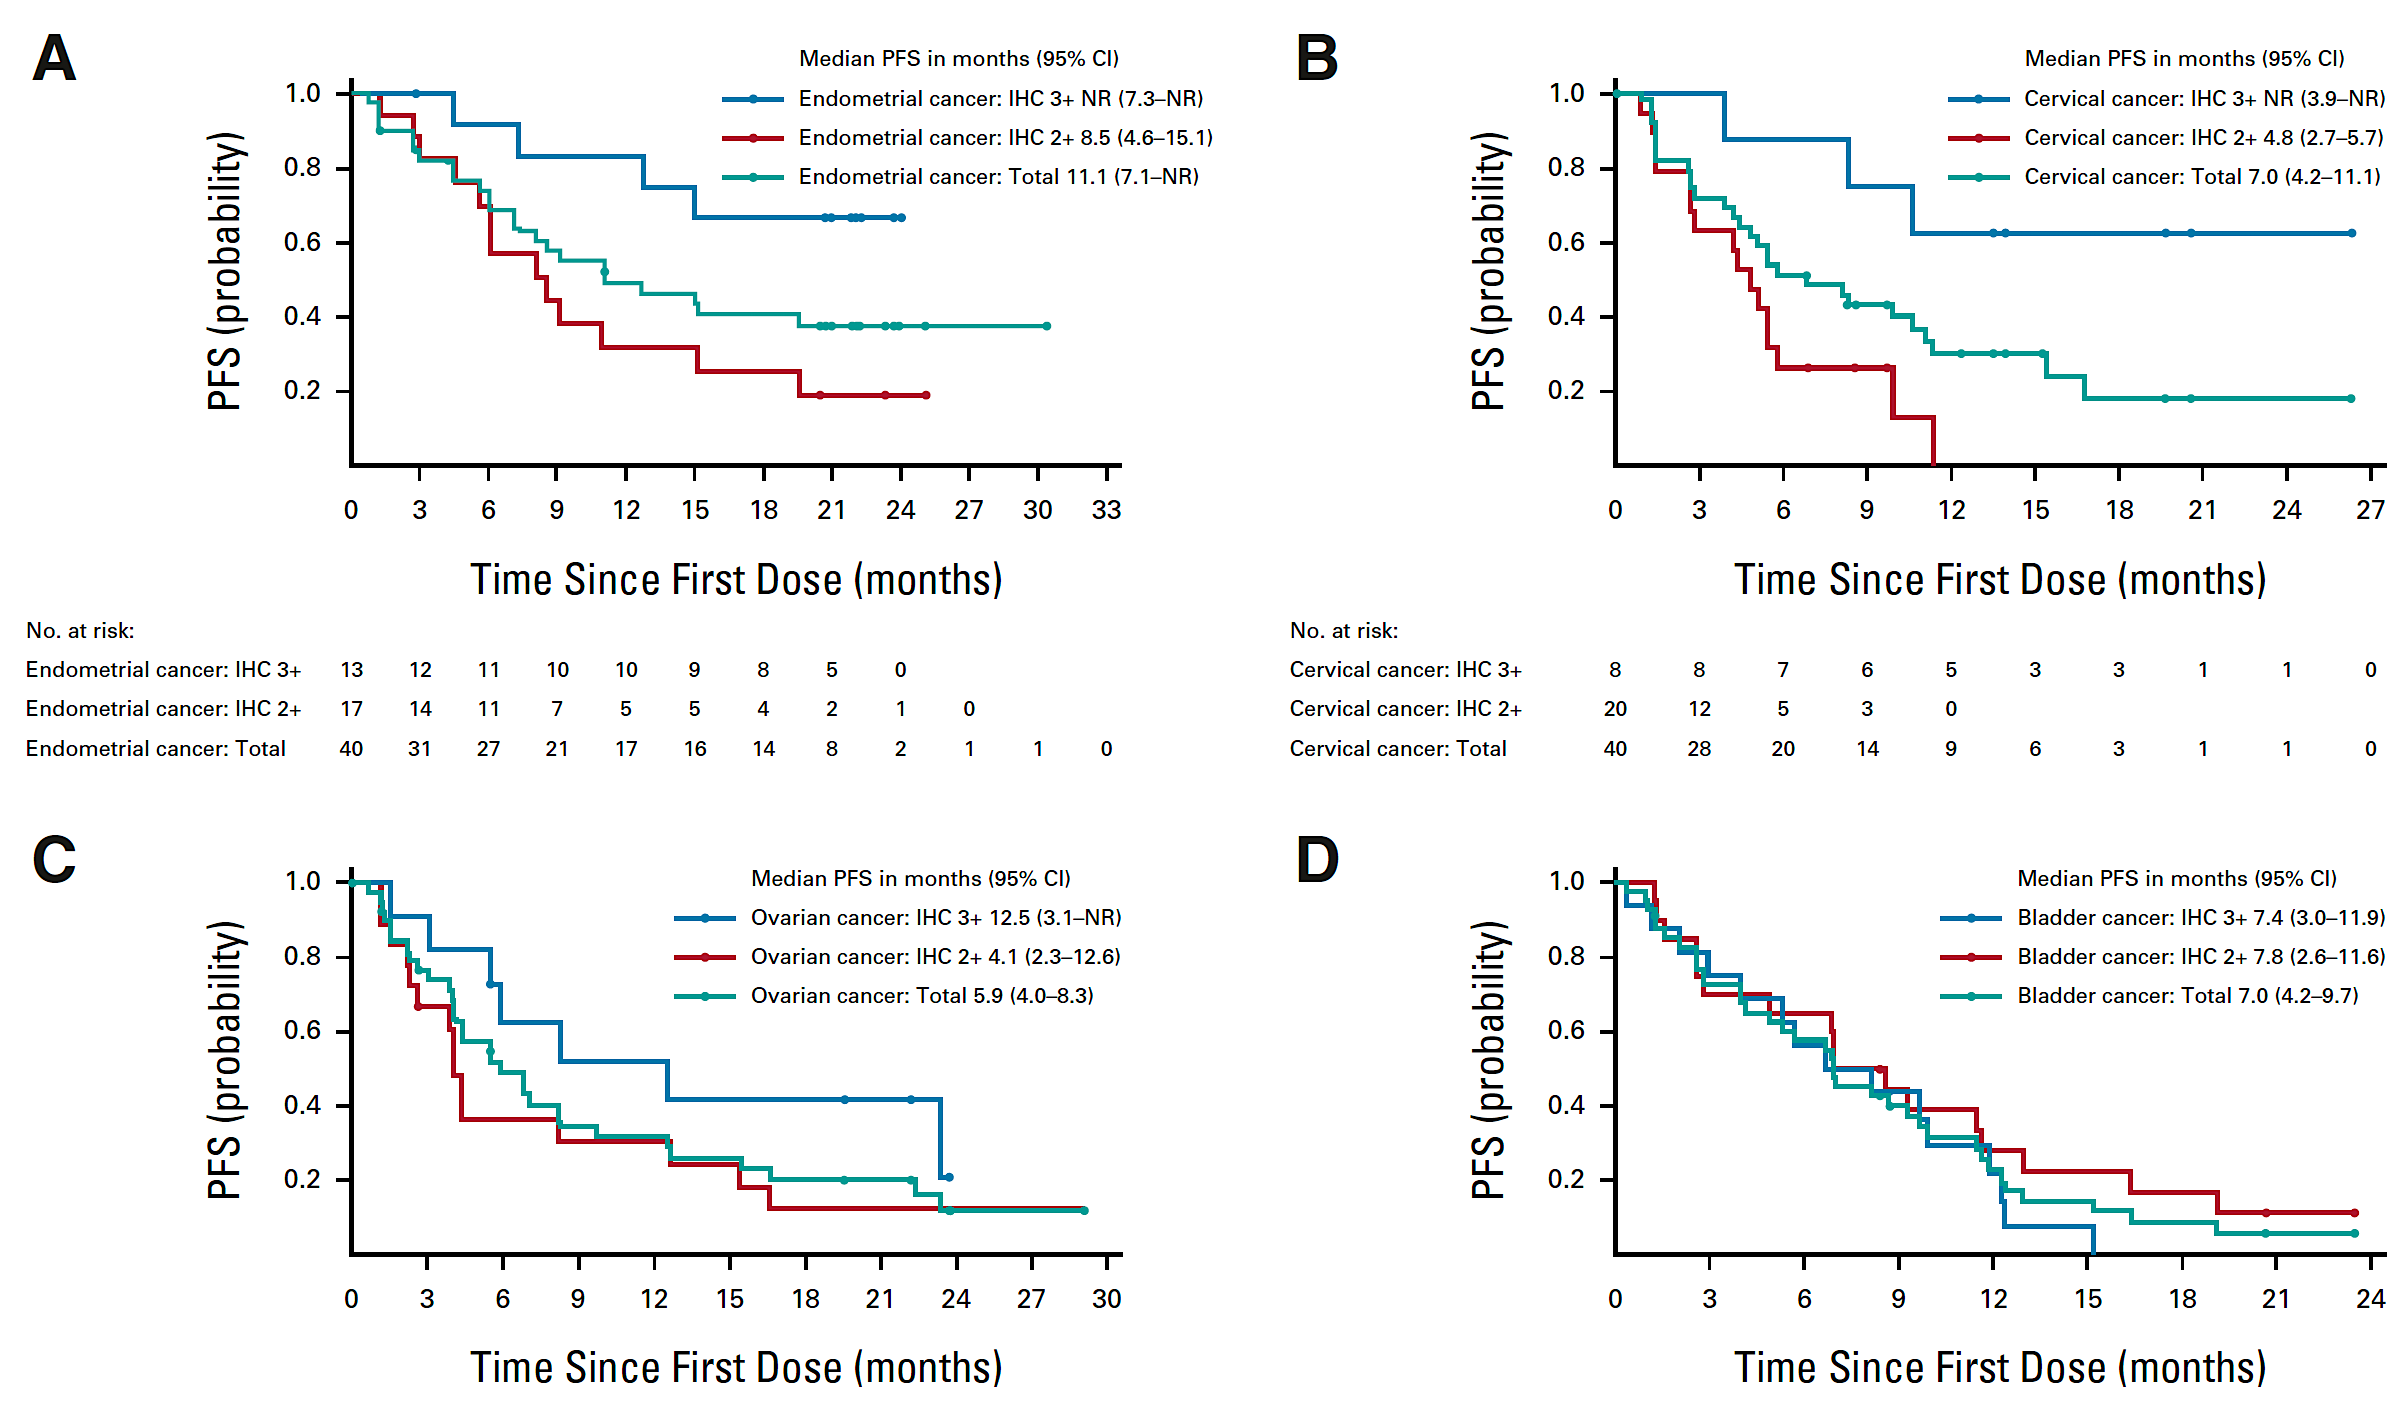 A
Median PFS in months (95% CI)
Endometrial cancer: IHC 3+ NR (7.3–NR)
Endometrial cancer: IHC 2+ 8.5 (4.6–15.1)
Endometrial cancer: Total 11.1 (7.1–NR)
PFS (probability)
1.0
0.8
0.6
0.4
0.2
0 3 6 9 12 15 18 21 24 27 30 33
Time Since First Dose (months)
No. at risk:
Endometrial cancer: IHC 3+ 13 12 11 10 10 9 8 5 0
Endometrial cancer: IHC 2+ 17 14 11 7 5 5 4 2 1 0
Endometrial cancer: Total 40 31 27 21 17 16 14 8 2 1 1 0
B
Median PFS in months (95% CI)
Cervical cancer: IHC 3+ NR (3.9–NR)
Cervical cancer: IHC 2+ 4.8 (2.7–5.7)
Cervical cancer: Total 7.0 (4.2–11.1)
PFS (probability)
1.0
0.8
0.6
0.4
0.2
0 3 6 9 12 15 18 21 24 27
Time Since First Dose (months)
No. at risk:
Cervical cancer: IHC 3+ 8 8 7 6 5 3 3 1 1 0
Cervical cancer: IHC 2+ 20 12 5 3 0
Cervical cancer: Total 40 28 20 14 9 6 3 1 1 0
C
Median PFS in months (95% CI)
Ovarian cancer: IHC 3+ 12.5 (3.1–NR)
Ovarian cancer: IHC 2+ 4.1 (2.3–12.6)
Ovarian cancer: Total 5.9 (4.0–8.3)
PFS (probability)
1.0
0.8
0.6
0.4
0.2
0 3 6 9 12 15 18 21 24 27 30
Time Since First Dose (months)
D
Median PFS in months (95% CI)
Bladder cancer: IHC 3+ 7.4 (3.0–11.9)
Bladder cancer: IHC 2+ 7.8 (2.6–11.6)
Bladder cancer: Total 7.0 (4.2–9.7)
PFS (probability)
1.0
0.8
0.6
0.4
0.2
0 3 6 9 12 15 18 21 24
Time Since First Dose (months)